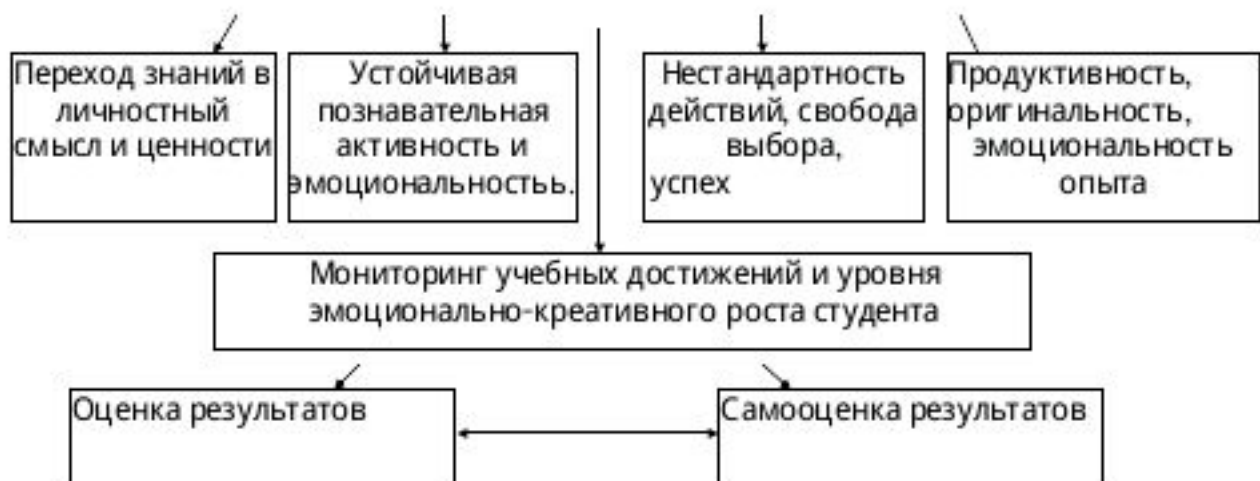 Переход знаний в
личностный
смысл и ценности
Устойчивая
познавательная
активность и
эмоциональностьь.
Нестандартность
действий, свобода
выбора,
успех
Продуктивность,
оригинальность,
эмоциональность
опыта
Мониторинг учебных достижений и уровня
эмоционально-креативного роста студента
Оценка результатов
Самооценка результатов